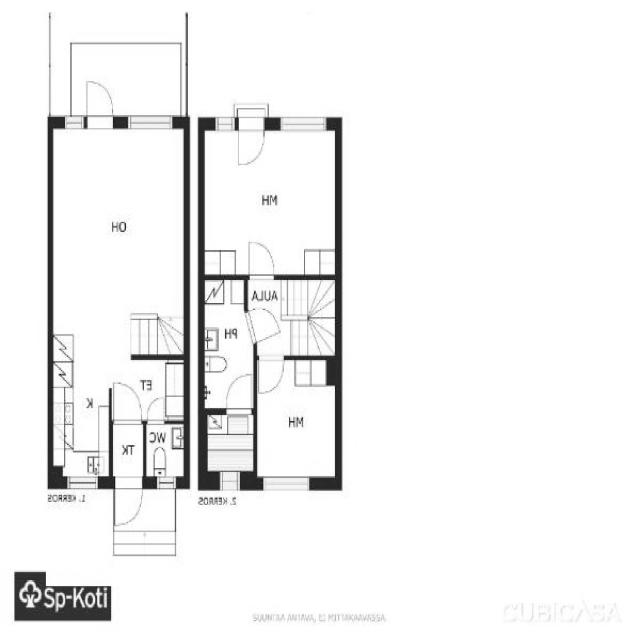 OH
MH
AULA
PH
ET
K
MH
WC
TK
1. KERROS
2. KERROS
Sp-Koti
SUUNTAA ANTAVA, EI MITTAKAAVASSA
CUBICASA